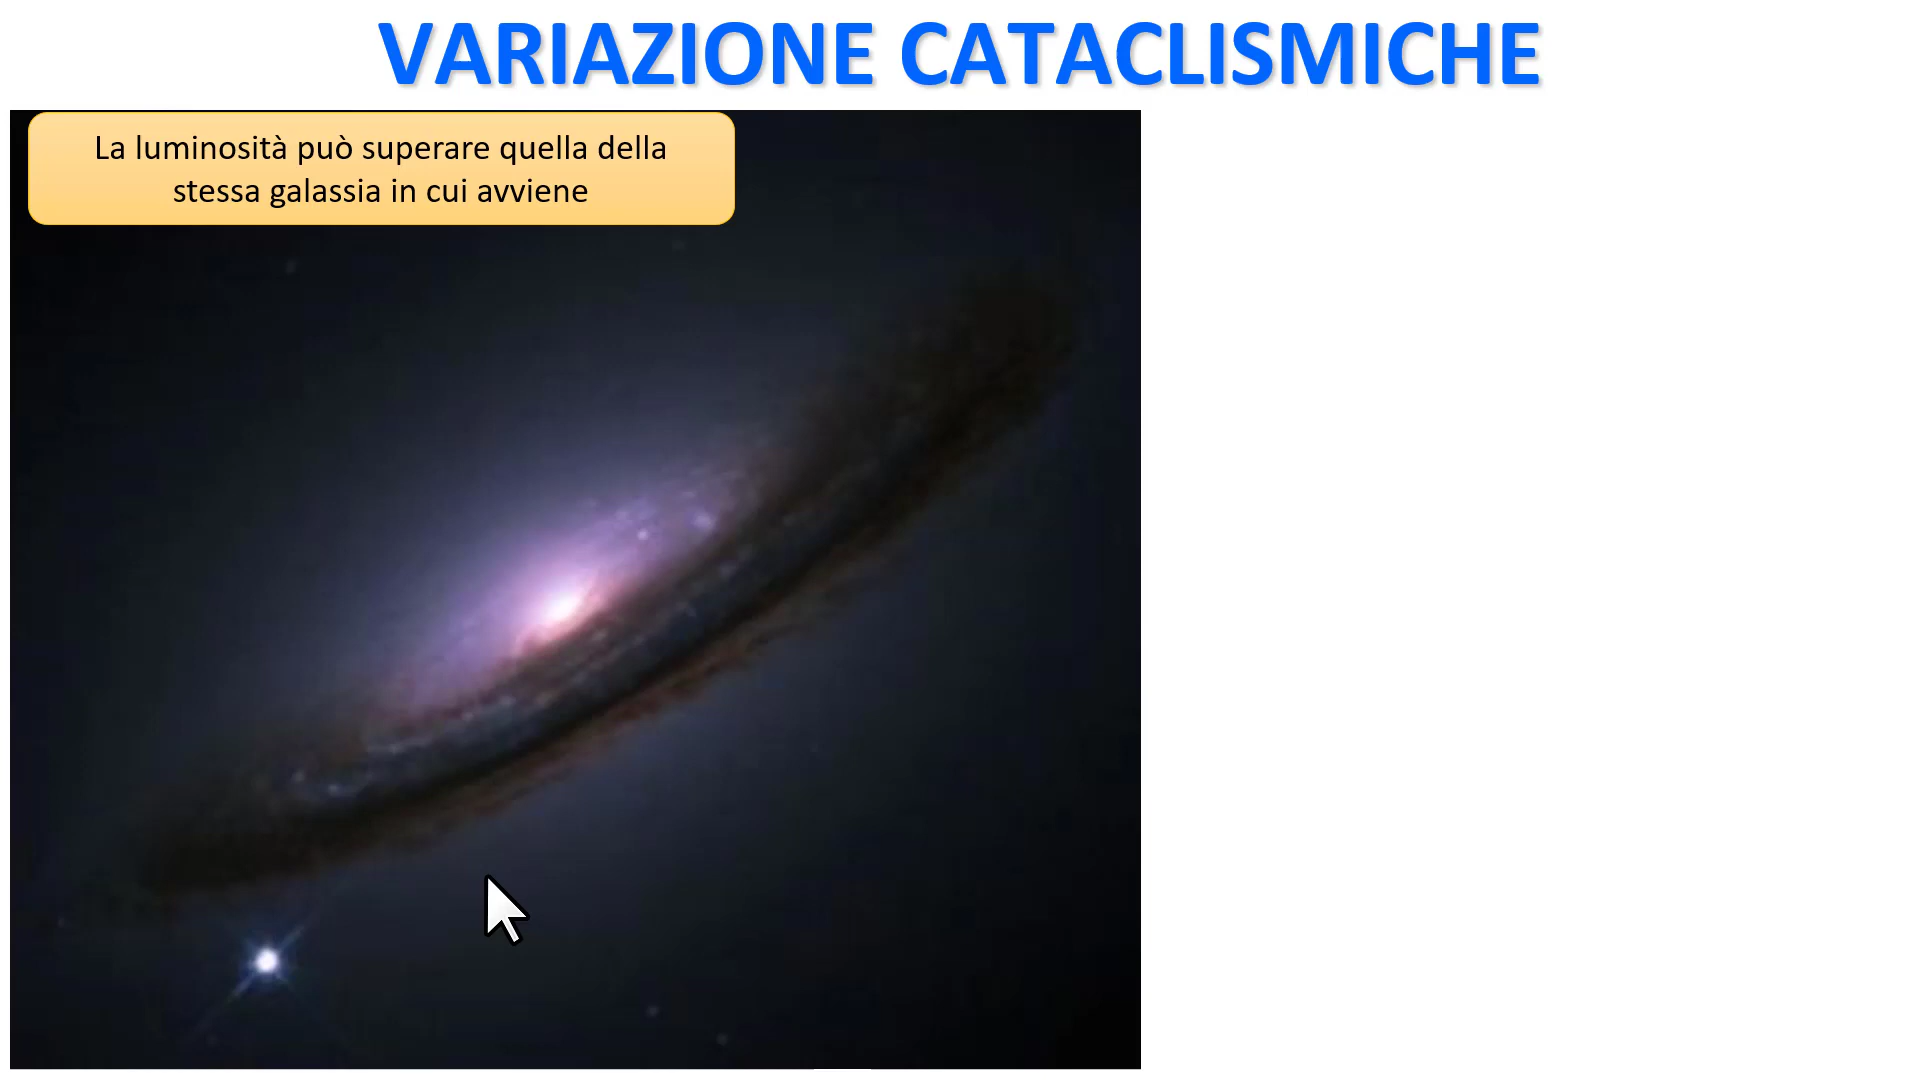 VARIAZIONE CATACLISMICHE
La luminosità può superare quella della
stessa galassia in cui avviene